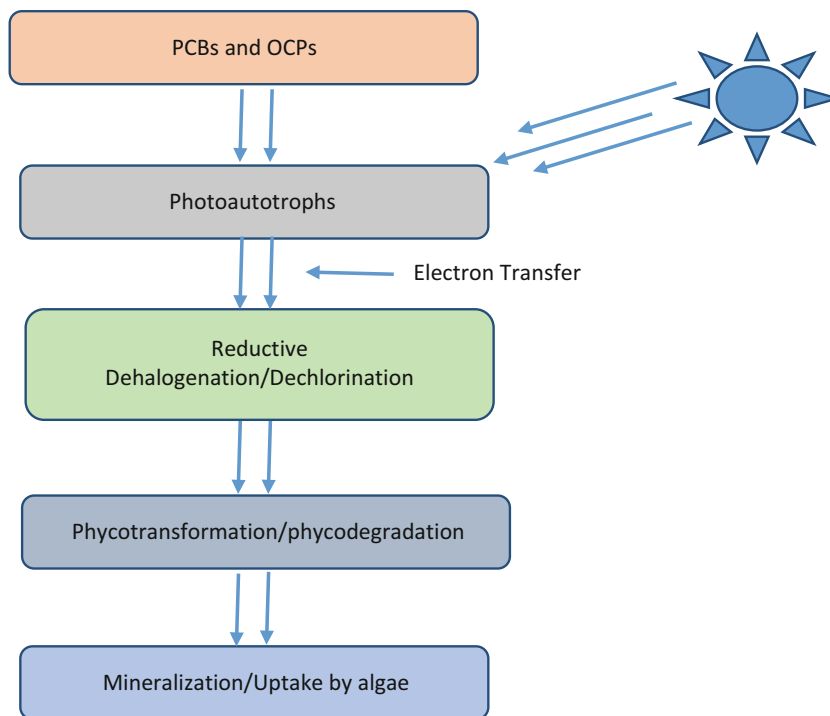 PCBs and OCPs
Photoautotrophs
Electron Transfer
Reductive
Dehalogenation/Dechlorination
Phycotransformation/phycodegradation
Mineralization/Uptake by algae